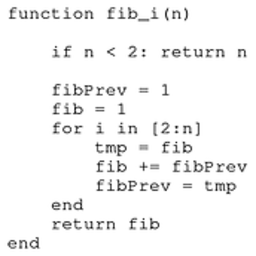 function fib_i(n)
if n < 2: return n
fibPrev = 1
fib = 1
for i in [2:n]
tmp = fib
fib += fibPrev
fibPrev = tmp
end
return fib
end